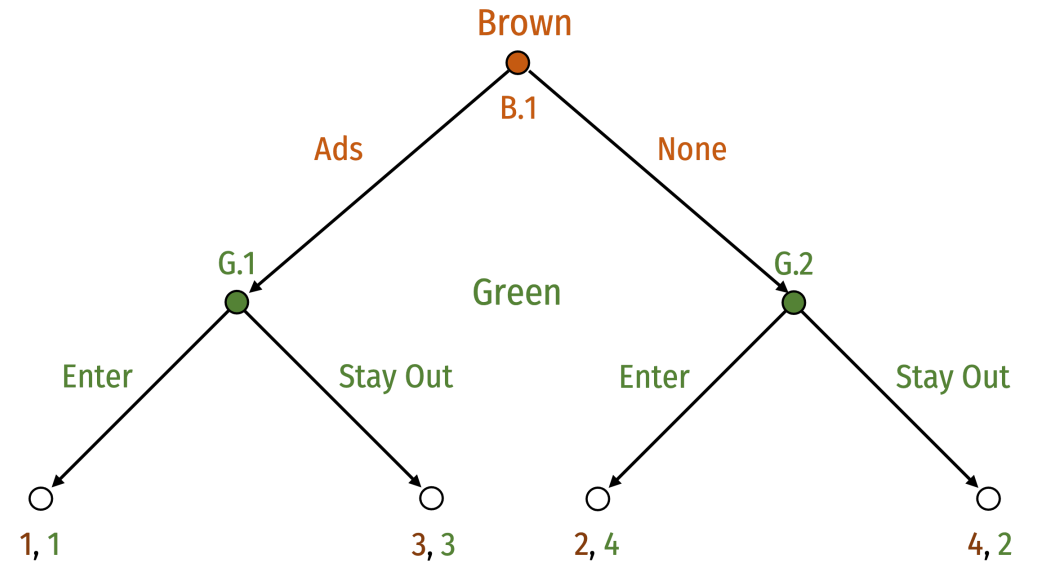 Brown
B.1
Ads
None
G.1
G.2
Green
Enter
Stay Out
Enter
Stay Out
1, 1
3, 3
2, 4
4, 2